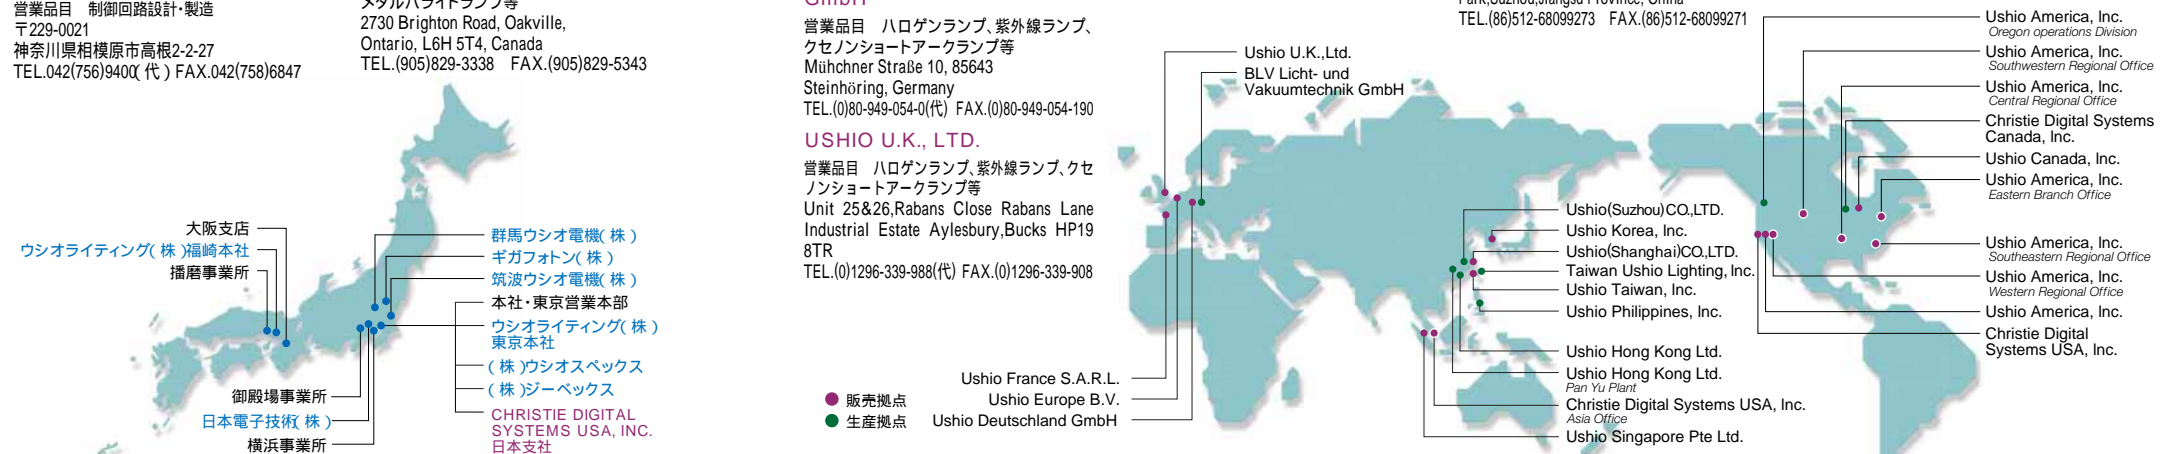 営業品目　制御回路設計･製造
〒229-0021
神奈川県相模原市高根2-2-27
TEL.042(756)9400(代) FAX.042(758)6847
メタルハライドランプ等
2730 Brighton Road, Oakville,
Ontario, L6H 5T4, Canada
TEL.(905)829-3338　FAX.(905)829-5343
GmbH
営業品目　ハロゲンランプ、紫外線ランプ、
クセノンショートアークランプ等
Mühchner Straße 10, 85643
Steinhöring, Germany
TEL.(0)80-949-054-0(代) FAX.(0)80-949-054-190
USHIO U.K., LTD.
営業品目　ハロゲンランプ、紫外線ランプ、クセ
ノンショートアークランプ等
Unit 25&26,Rabans Close Rabans Lane
Industrial Estate Aylesbury,Bucks HP19
8TR
TEL.(0)1296-339-988(代) FAX.(0)1296-339-908
Park,Suzhou,Jiangsu Province, China
TEL.(86)512-68099273　FAX.(86)512-68099271
大阪支店
ウシオライティング(株)福崎本社
播磨事業所
群馬ウシオ電機(株)
ギガフォトン(株)
筑波ウシオ電機(株)
本社・東京営業本部
ウシオライティング(株)
東京本社
(株)ウシオスペックス
(株)ジーベックス
CHRISTIE DIGITAL
SYSTEMS USA, INC.
日本支社
御殿場事業所
日本電子技術(株)
横浜事業所
● 販売拠点
● 生産拠点
Ushio U.K.,Ltd.
BLV Licht- und
Vakuumtechnik GmbH
Ushio France S.A.R.L.
Ushio Europe B.V.
Ushio Deutschland GmbH
Ushio(Suzhou)CO.,LTD.
Ushio Korea, Inc.
Ushio(Shanghai)CO.,LTD.
Taiwan Ushio Lighting, Inc.
Ushio Taiwan, Inc.
Ushio Philippines, Inc.
Ushio Hong Kong Ltd.
Ushio Hong Kong Ltd.
Pan Yu Plant
Christie Digital Systems USA, Inc.
Asia Office
Ushio Singapore Pte Ltd.
Ushio America, Inc.
Oregon operations Division
Ushio America, Inc.
Southwestern Regional Office
Ushio America, Inc.
Central Regional Office
Christie Digital Systems
Canada, Inc.
Ushio Canada, Inc.
Ushio America, Inc.
Eastern Branch Office
Ushio America, Inc.
Southeastern Regional Office
Ushio America, Inc.
Western Regional Office
Ushio America, Inc.
Christie Digital
Systems USA, Inc.